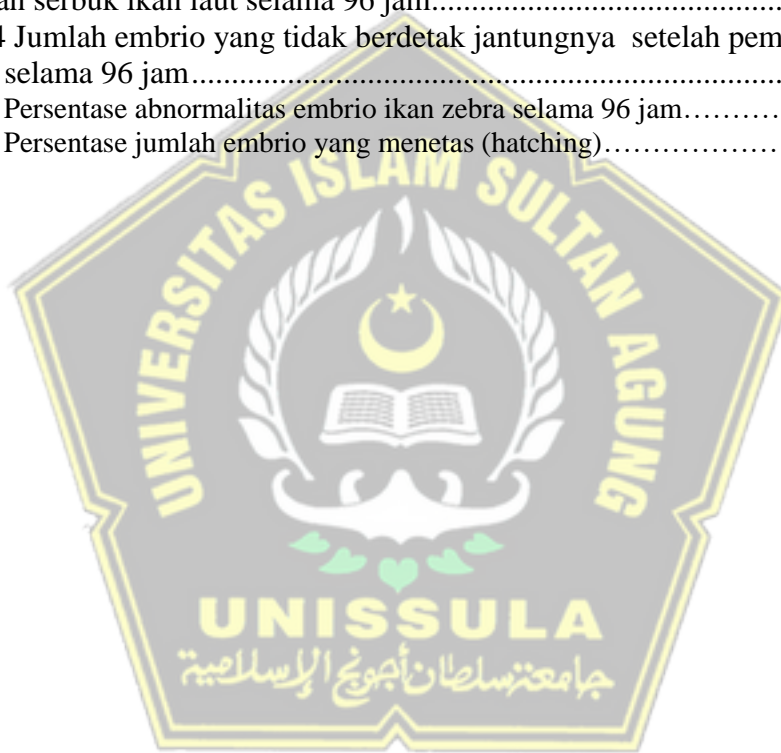 an serbuk ikan laut selama 96 jam..............................................
4 Jumlah embrio yang tidak berdetak jantungnya  setelah pem
selama 96 jam............................................................................
Persentase abnormalitas embrio ikan zebra selama 96 jam………
Persentase jumlah embrio yang menetas (hatching)………………
UNIVERSITAS ISLAM SULTAN AGUNG
UNISSULA
جامعة سلطان أجونج الإسلامية